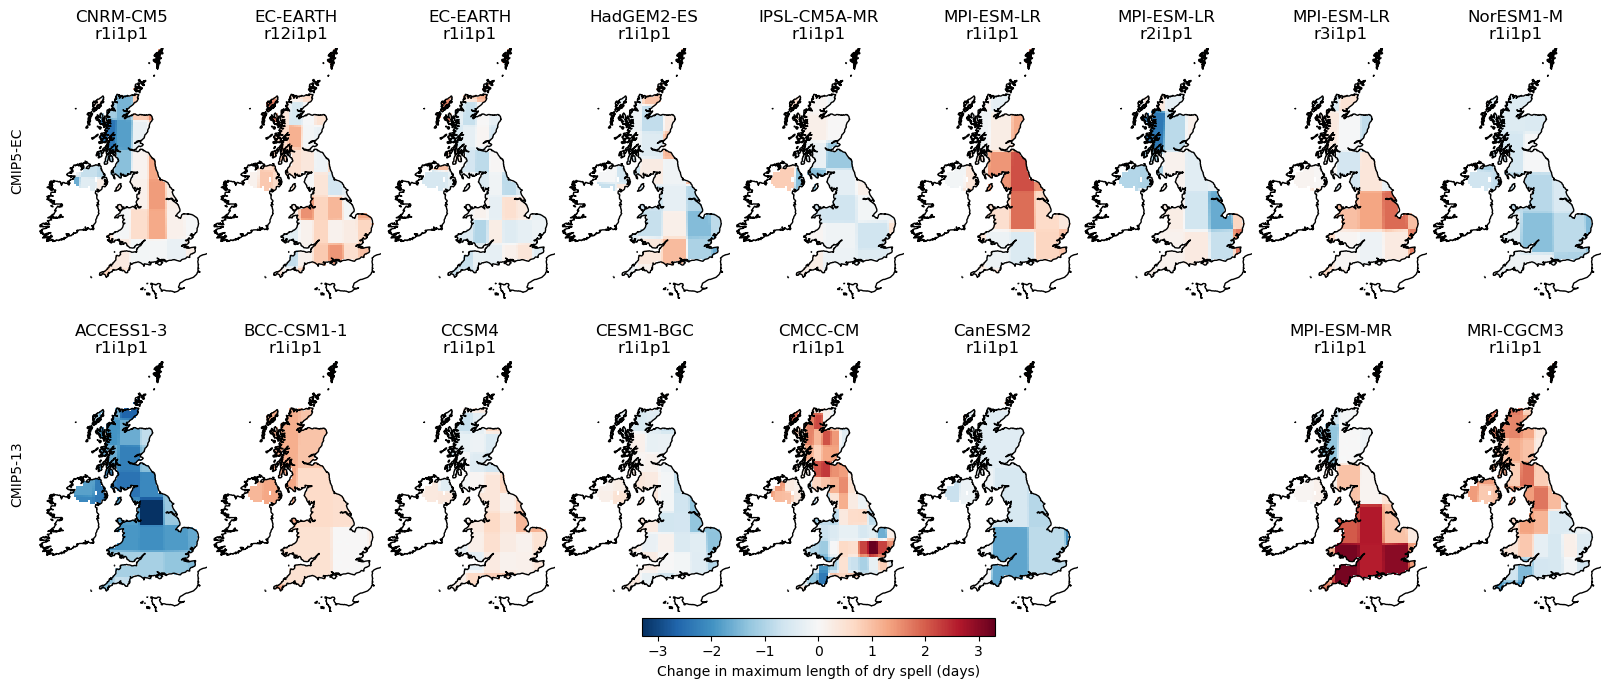 CNRM-CM5
r1i1p1
EC-EARTH
r12i1p1
EC-EARTH
r1i1p1
HadGEM2-ES
r1i1p1
IPSL-CM5A-MR
r1i1p1
MPI-ESM-LR
r1i1p1
MPI-ESM-LR
r2i1p1
MPI-ESM-LR
r3i1p1
NorESM1-M
r1i1p1
CMIP5-EC
ACCESS1-3
r1i1p1
BCC-CSM1-1
r1i1p1
CCSM4
r1i1p1
CESM1-BGC
r1i1p1
CMCC-CM
r1i1p1
CanESM2
r1i1p1
MPI-ESM-MR
r1i1p1
MRI-CGCM3
r1i1p1
CMIP5-13
−3 −2 −1 0 1 2 3
Change in maximum length of dry spell (days)